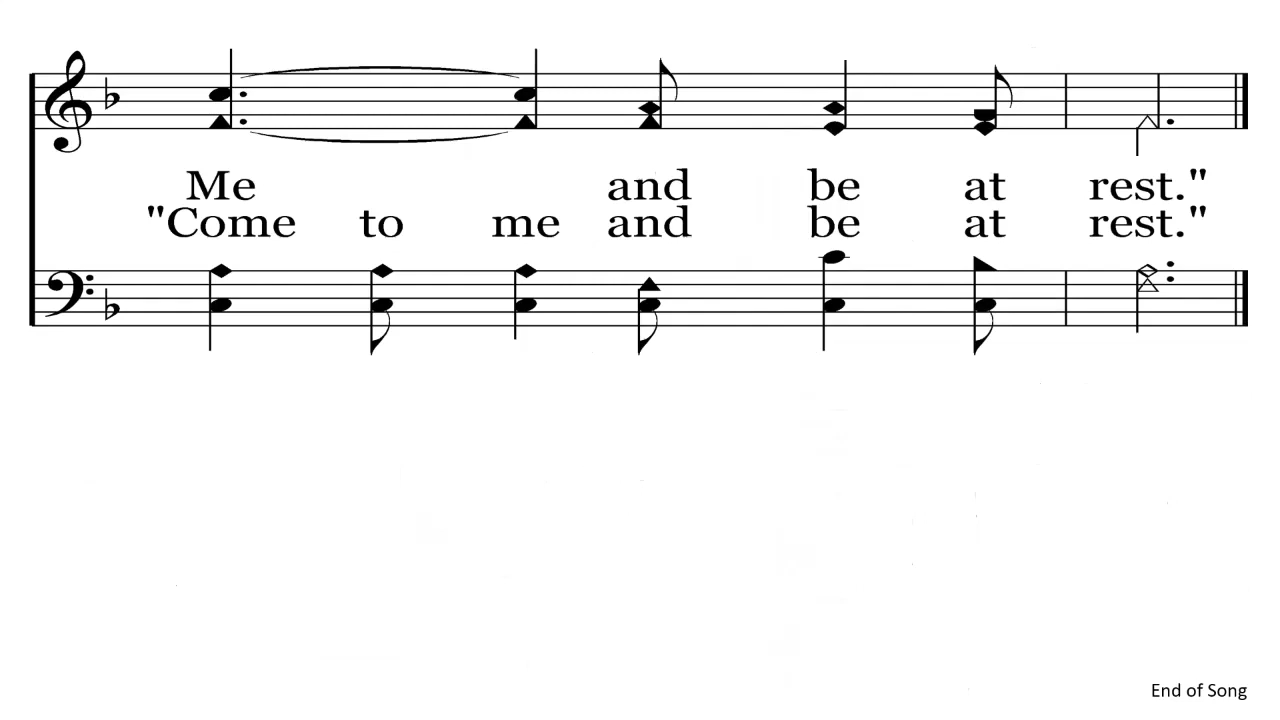 Me and be at rest."
"Come to me and be at rest."
End of Song